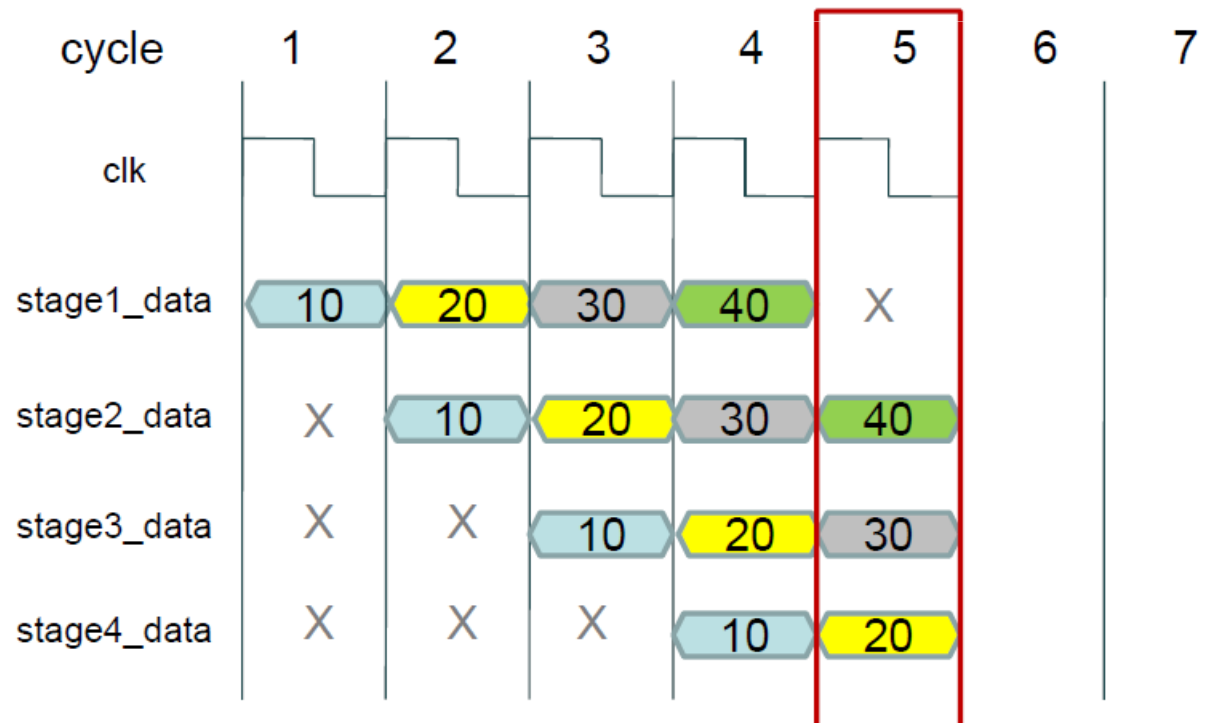 cycle 1 2 3 4 5 6 7
clk
stage1_data 10 20 30 40 X
stage2_data X 10 20 30 40
stage3_data X X 10 20 30
stage4_data X X X 10 20